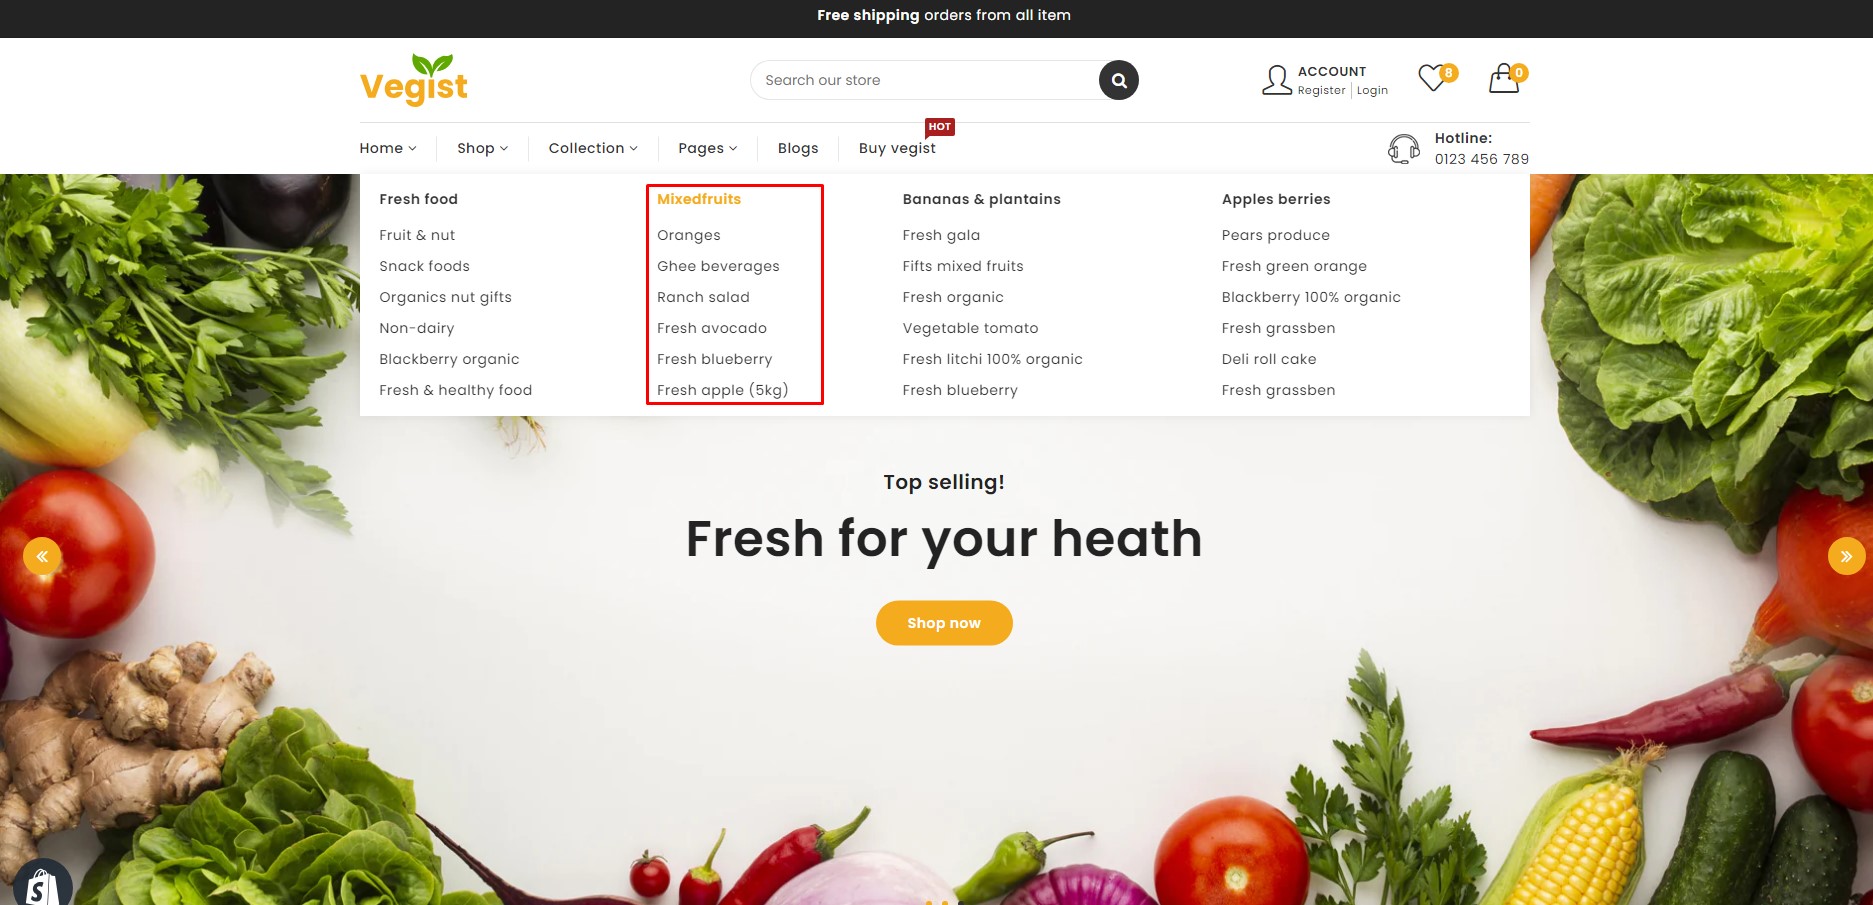 Free shipping orders from all item
Vegist
Search our store
ACCOUNT
Register Login
8
0
HOT
Home
Shop
Collection
Pages
Blogs
Buy vegist
Hotline:
0123 456 789
Fresh food
Fruit & nut
Snack foods
Organics nut gifts
Non-dairy
Blackberry organic
Fresh & healthy food
Mixedfruits
Oranges
Ghee beverages
Ranch salad
Fresh avocado
Fresh blueberry
Fresh apple (5kg)
Bananas & plantains
Fresh gala
Fifts mixed fruits
Fresh organic
Vegetable tomato
Fresh litchi 100% organic
Fresh blueberry
Apples berries
Pears produce
Fresh green orange
Blackberry 100% organic
Fresh grassben
Deli roll cake
Fresh grassben
Top selling!
Fresh for your heath
Shop now
S